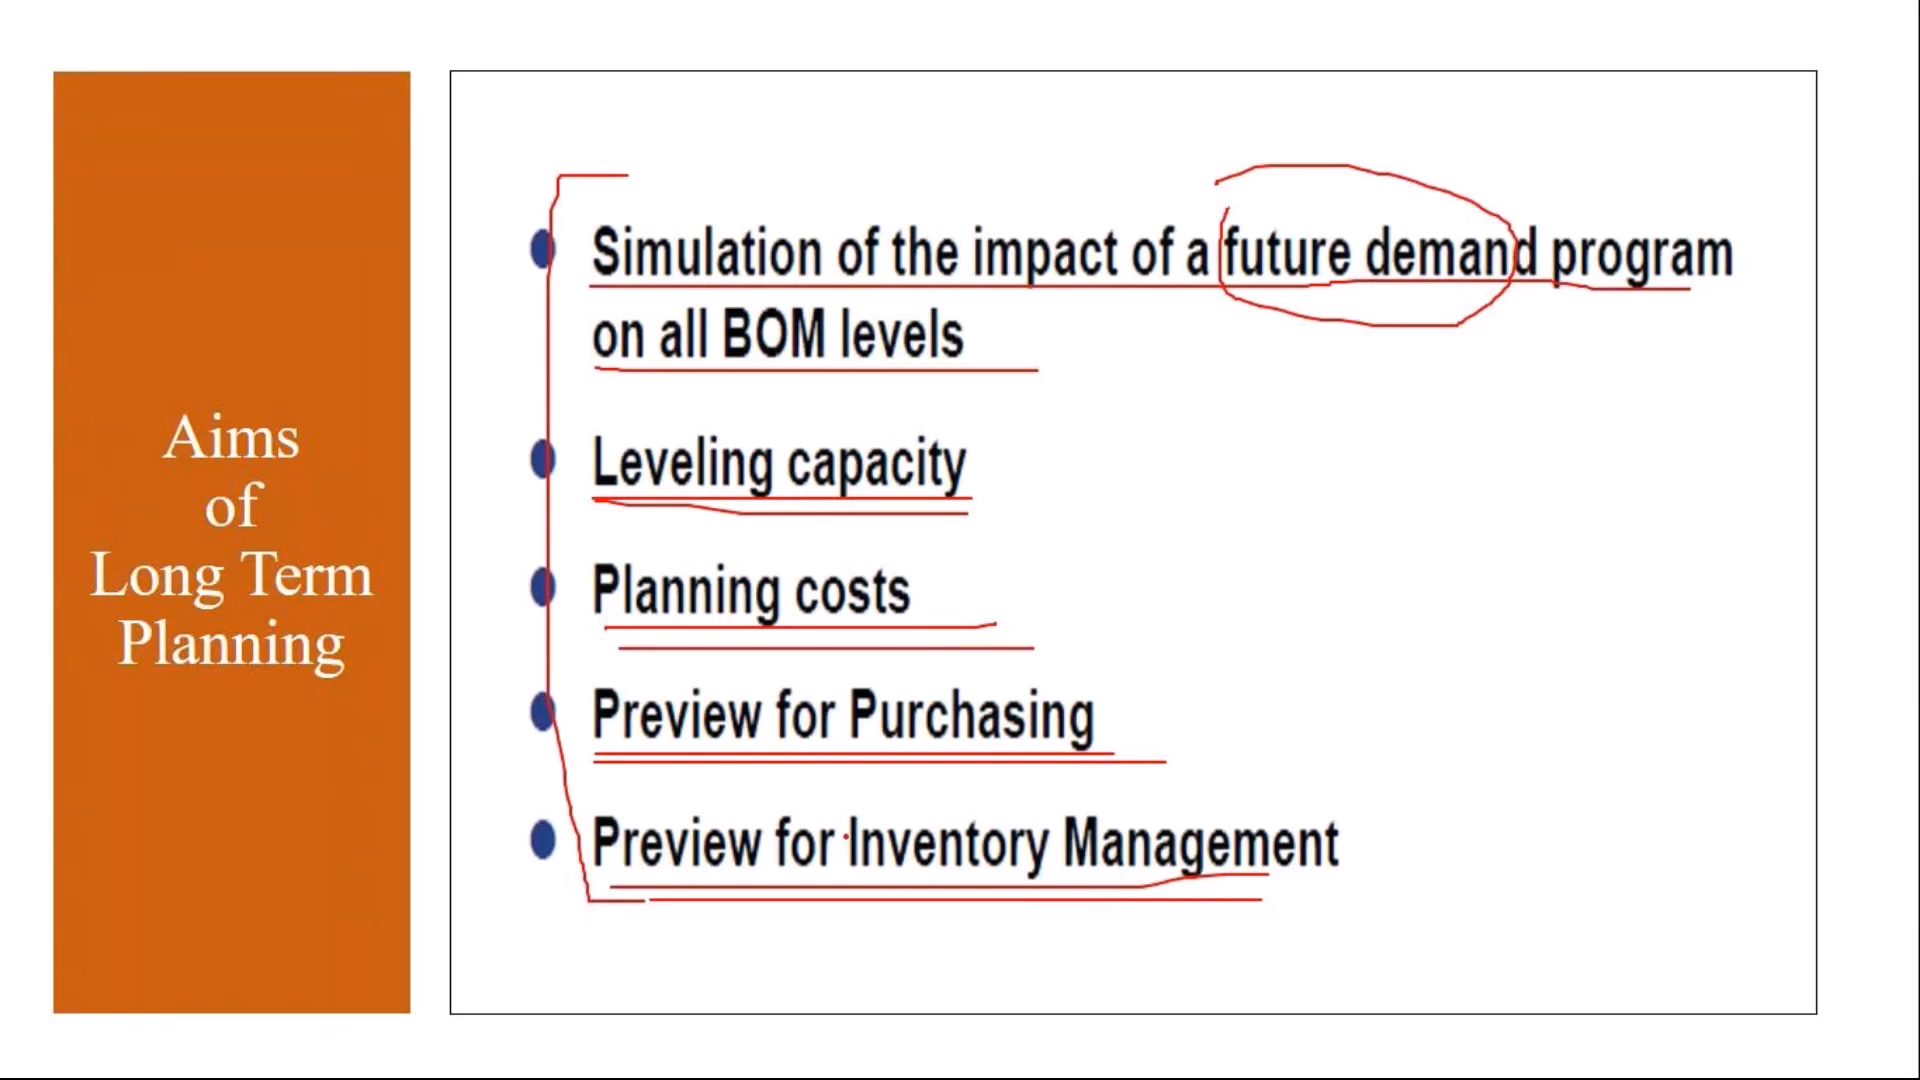 Aims
of
Long Term
Planning
Simulation of the impact of a future demand program
on all BOM levels
Leveling capacity
Planning costs
Preview for Purchasing
Preview for Inventory Management